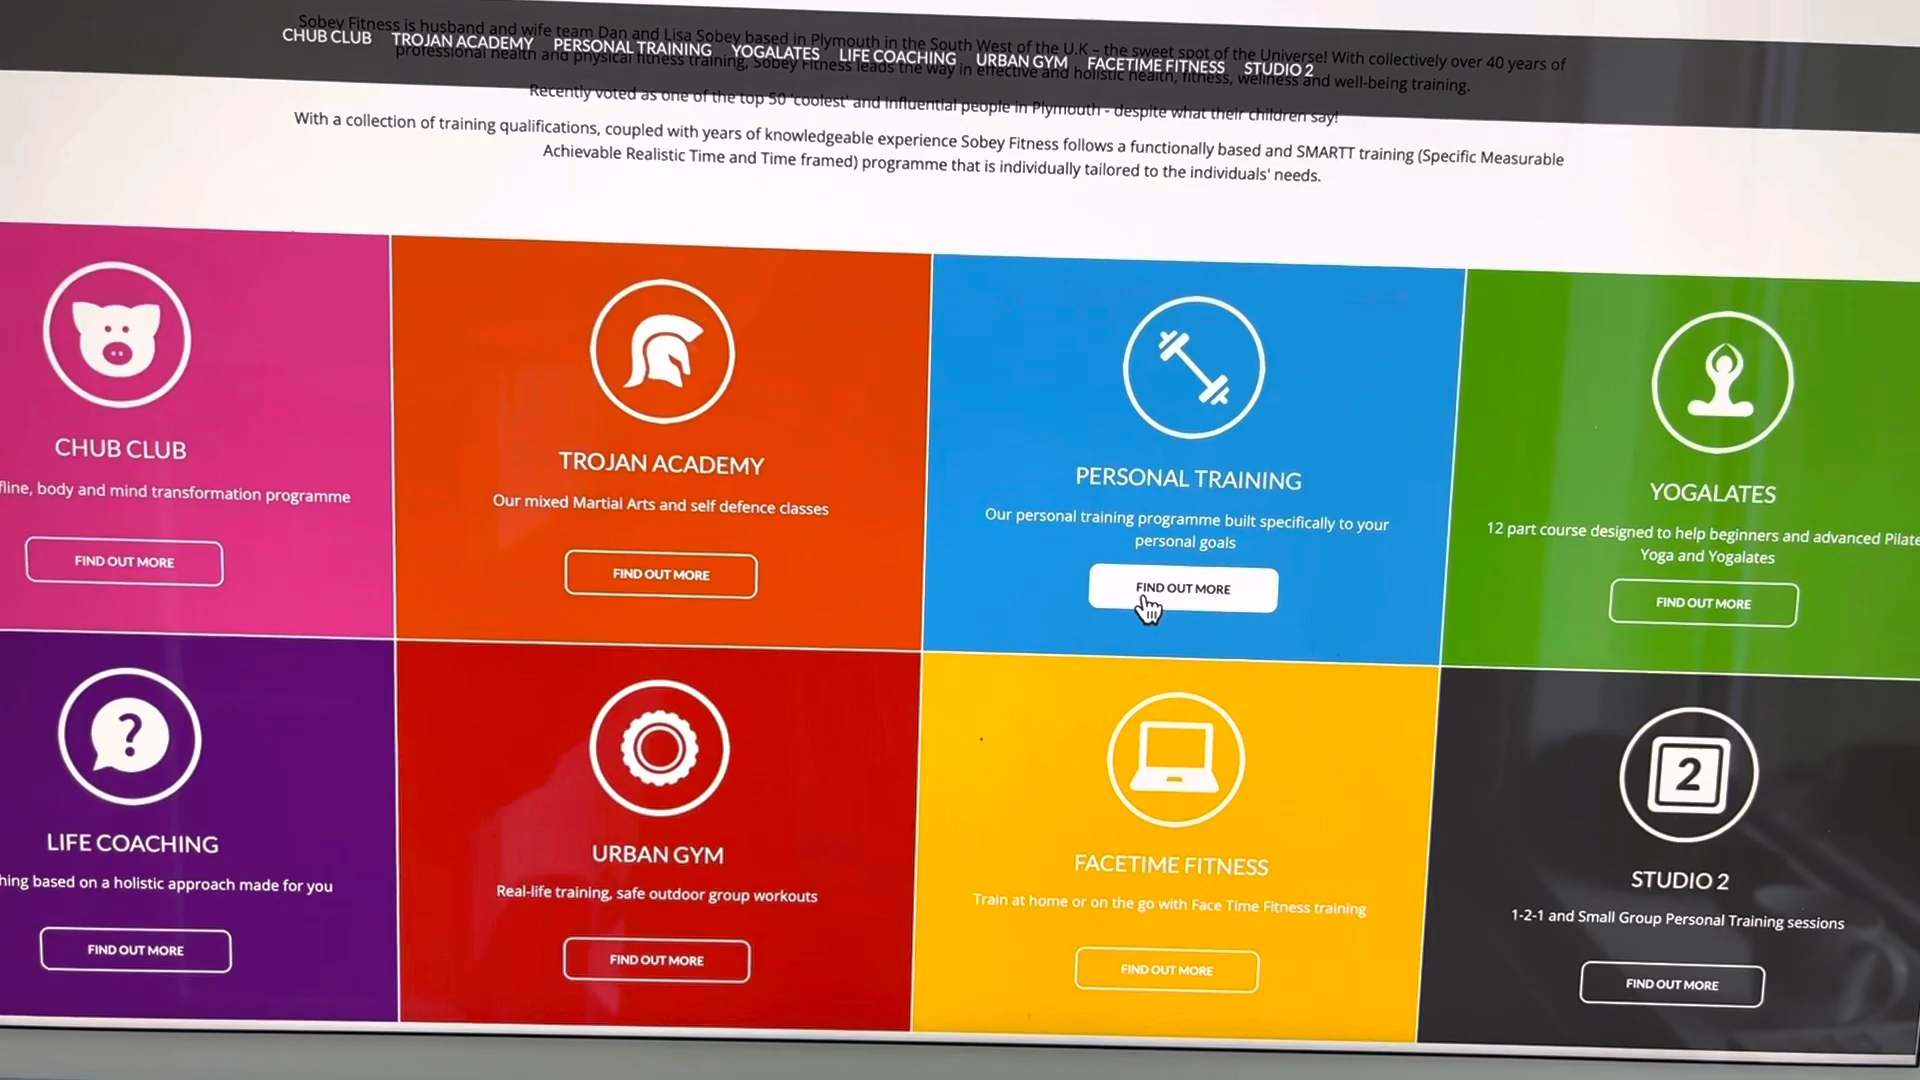 Sobey Fitness is husband and wife team Dan and Lisa Sobey based in Plymouth in the South West of the U.K – the sweet spot of the Universe! With collectively over 40 years of
CHUB CLUB TROJAN ACADEMY PERSONAL TRAINING YOGALATES LIFE COACHING URBAN GYM FACETIME FITNESS STUDIO 2
professional health and physical fitness training, Sobey Fitness leads the way in effective and holistic health, fitness, wellness and well-being training.
Recently voted as one of the top 50 'coolest' and influential people in Plymouth - despite what their children say!
With a collection of training qualifications, coupled with years of knowledgeable experience Sobey Fitness follows a functionally based and SMARTT training (Specific Measurable
Achievable Realistic Time and Time framed) programme that is individually tailored to the individuals' needs.
CHUB CLUB
fline, body and mind transformation programme
FIND OUT MORE
TROJAN ACADEMY
Our mixed Martial Arts and self defence classes
FIND OUT MORE
PERSONAL TRAINING
Our personal training programme built specifically to your
personal goals
FIND OUT MORE
YOGALATES
12 part course designed to help beginners and advanced Pilate
Yoga and Yogalates
FIND OUT MORE
?
LIFE COACHING
hing based on a holistic approach made for you
FIND OUT MORE
URBAN GYM
Real-life training, safe outdoor group workouts
FIND OUT MORE
FACETIME FITNESS
Train at home or on the go with Face Time Fitness training
FIND OUT MORE
2
STUDIO 2
1-2-1 and Small Group Personal Training sessions
FIND OUT MORE